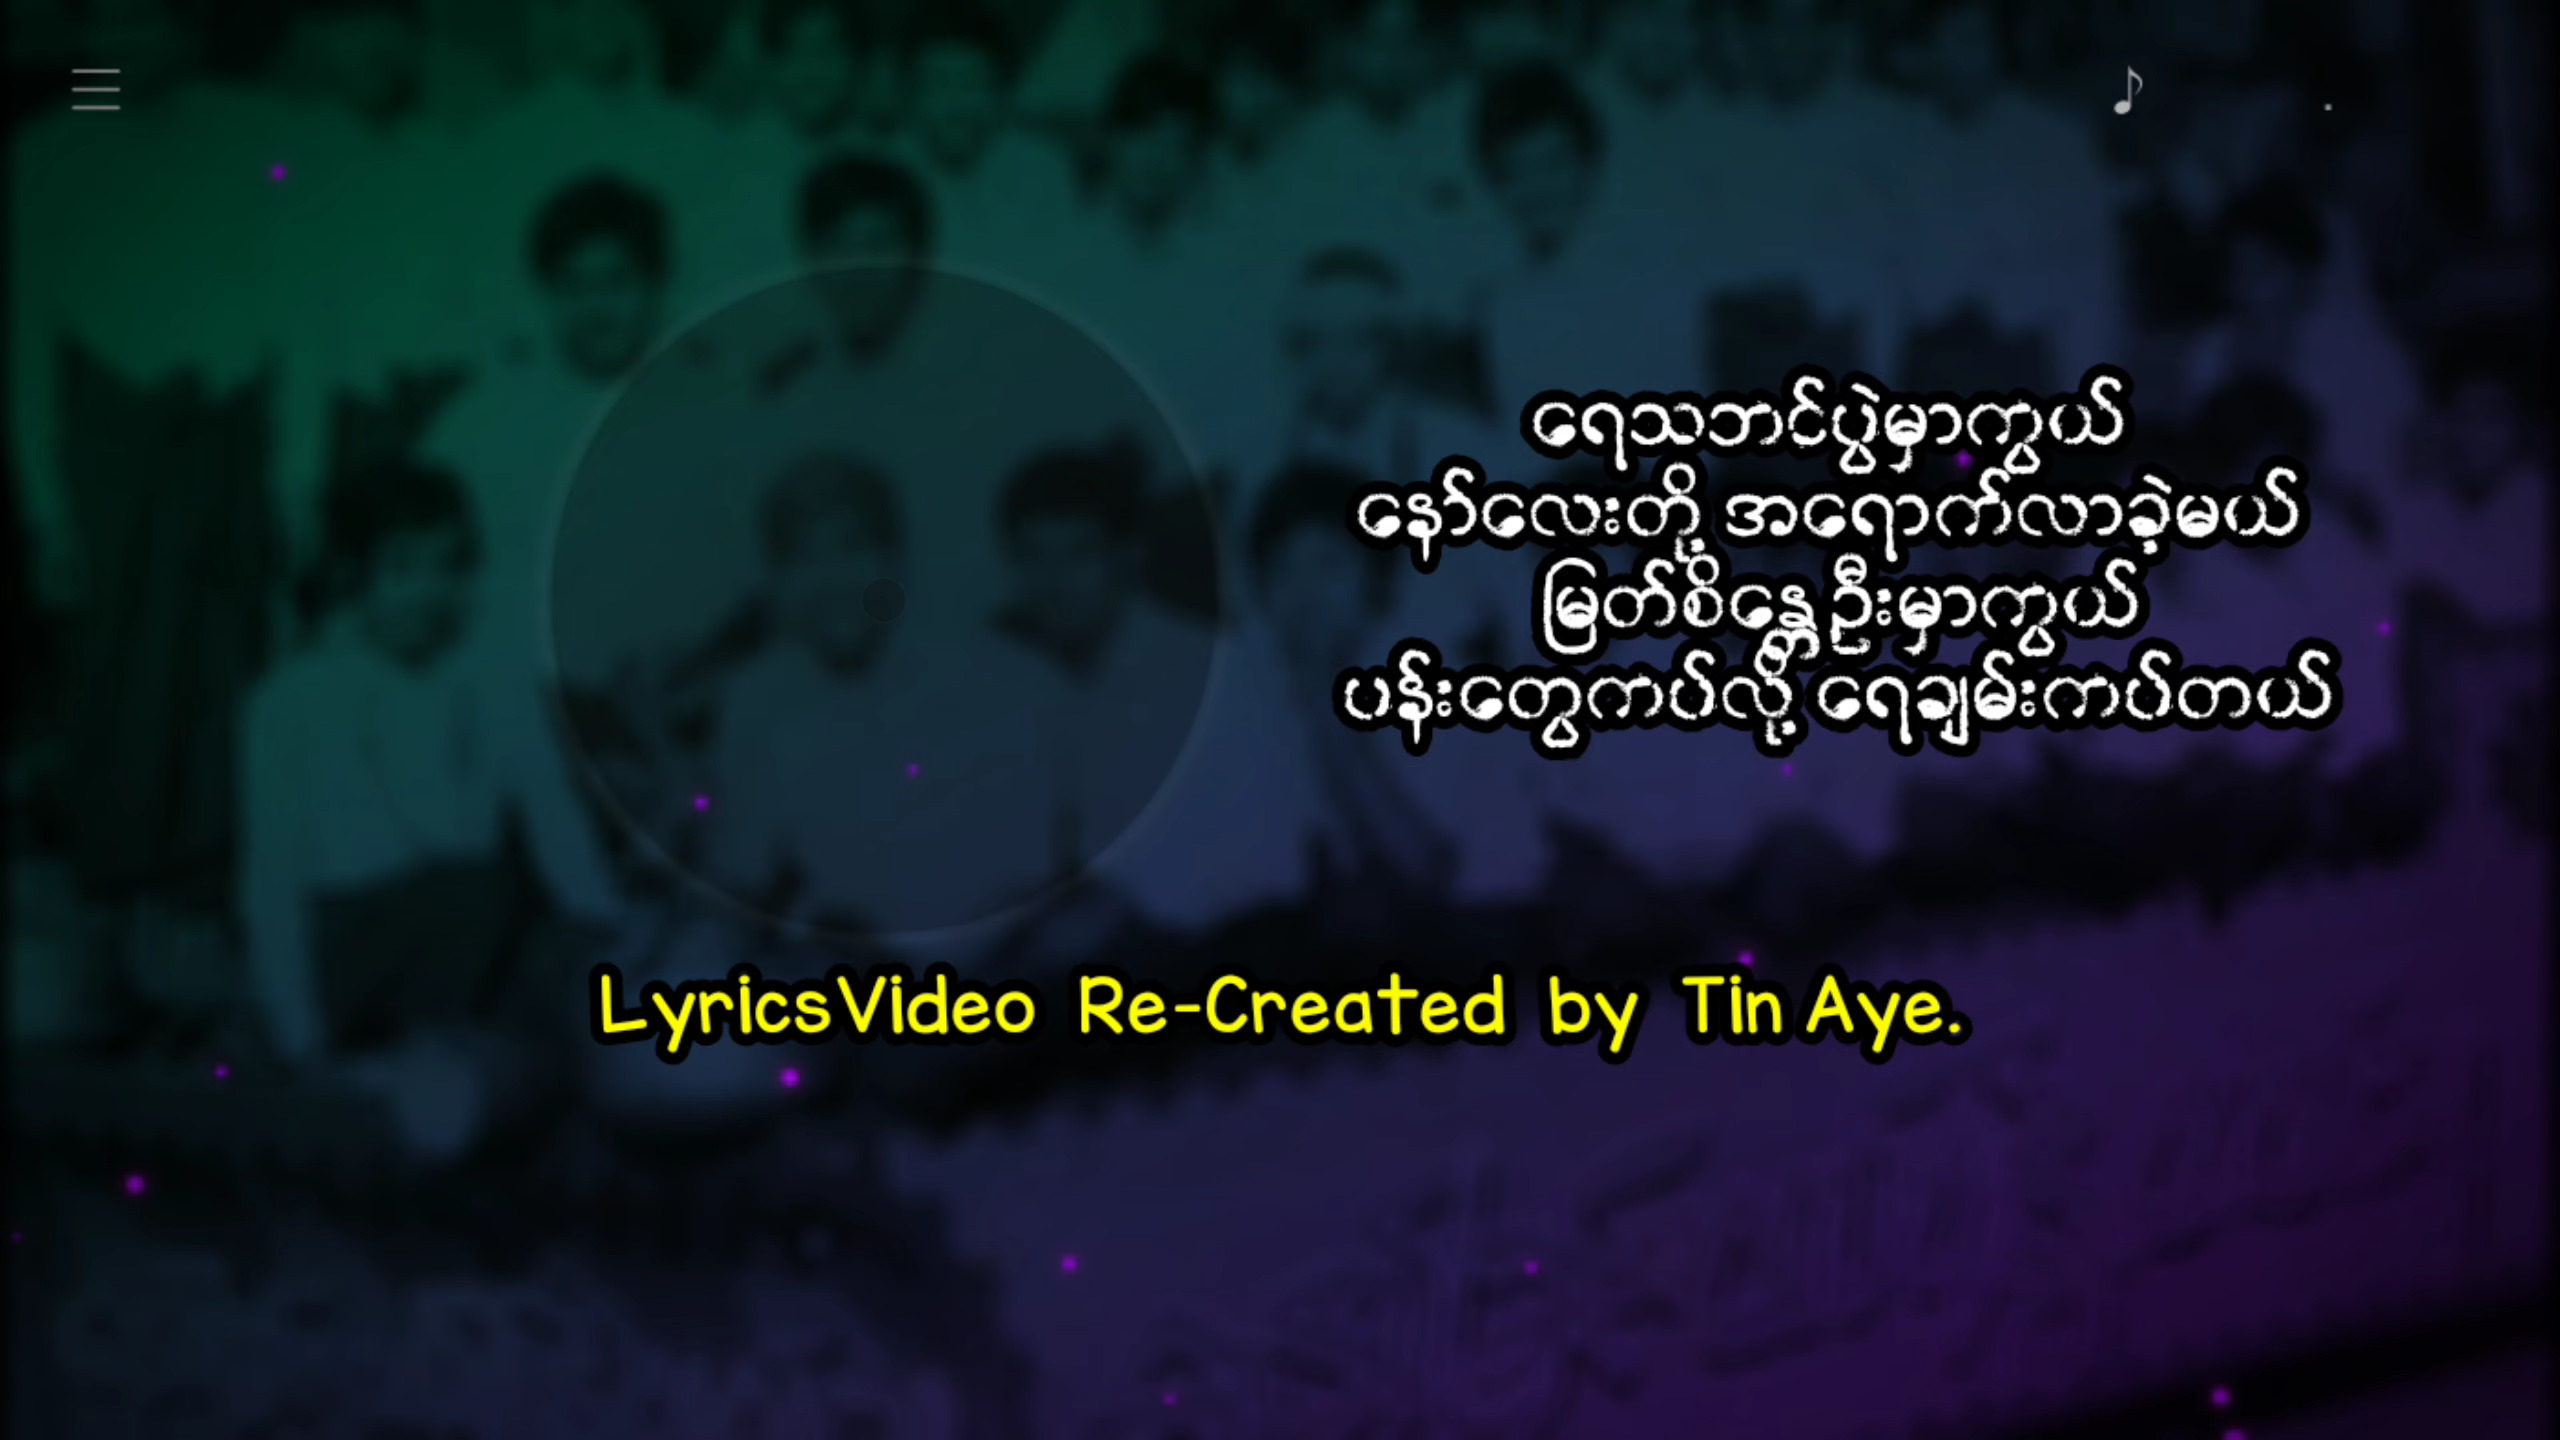 ရေသဘင်ပွဲမှာကွယ်
နော်လေးတို့ အရောက်လာခဲ့မယ်
မြတ်စိန္တေဦးမှာကွယ်
ပန်းတွေကပ်လို့ ရေချမ်းကပ်တယ်
LyricsVideo Re-Created by Tin Aye.